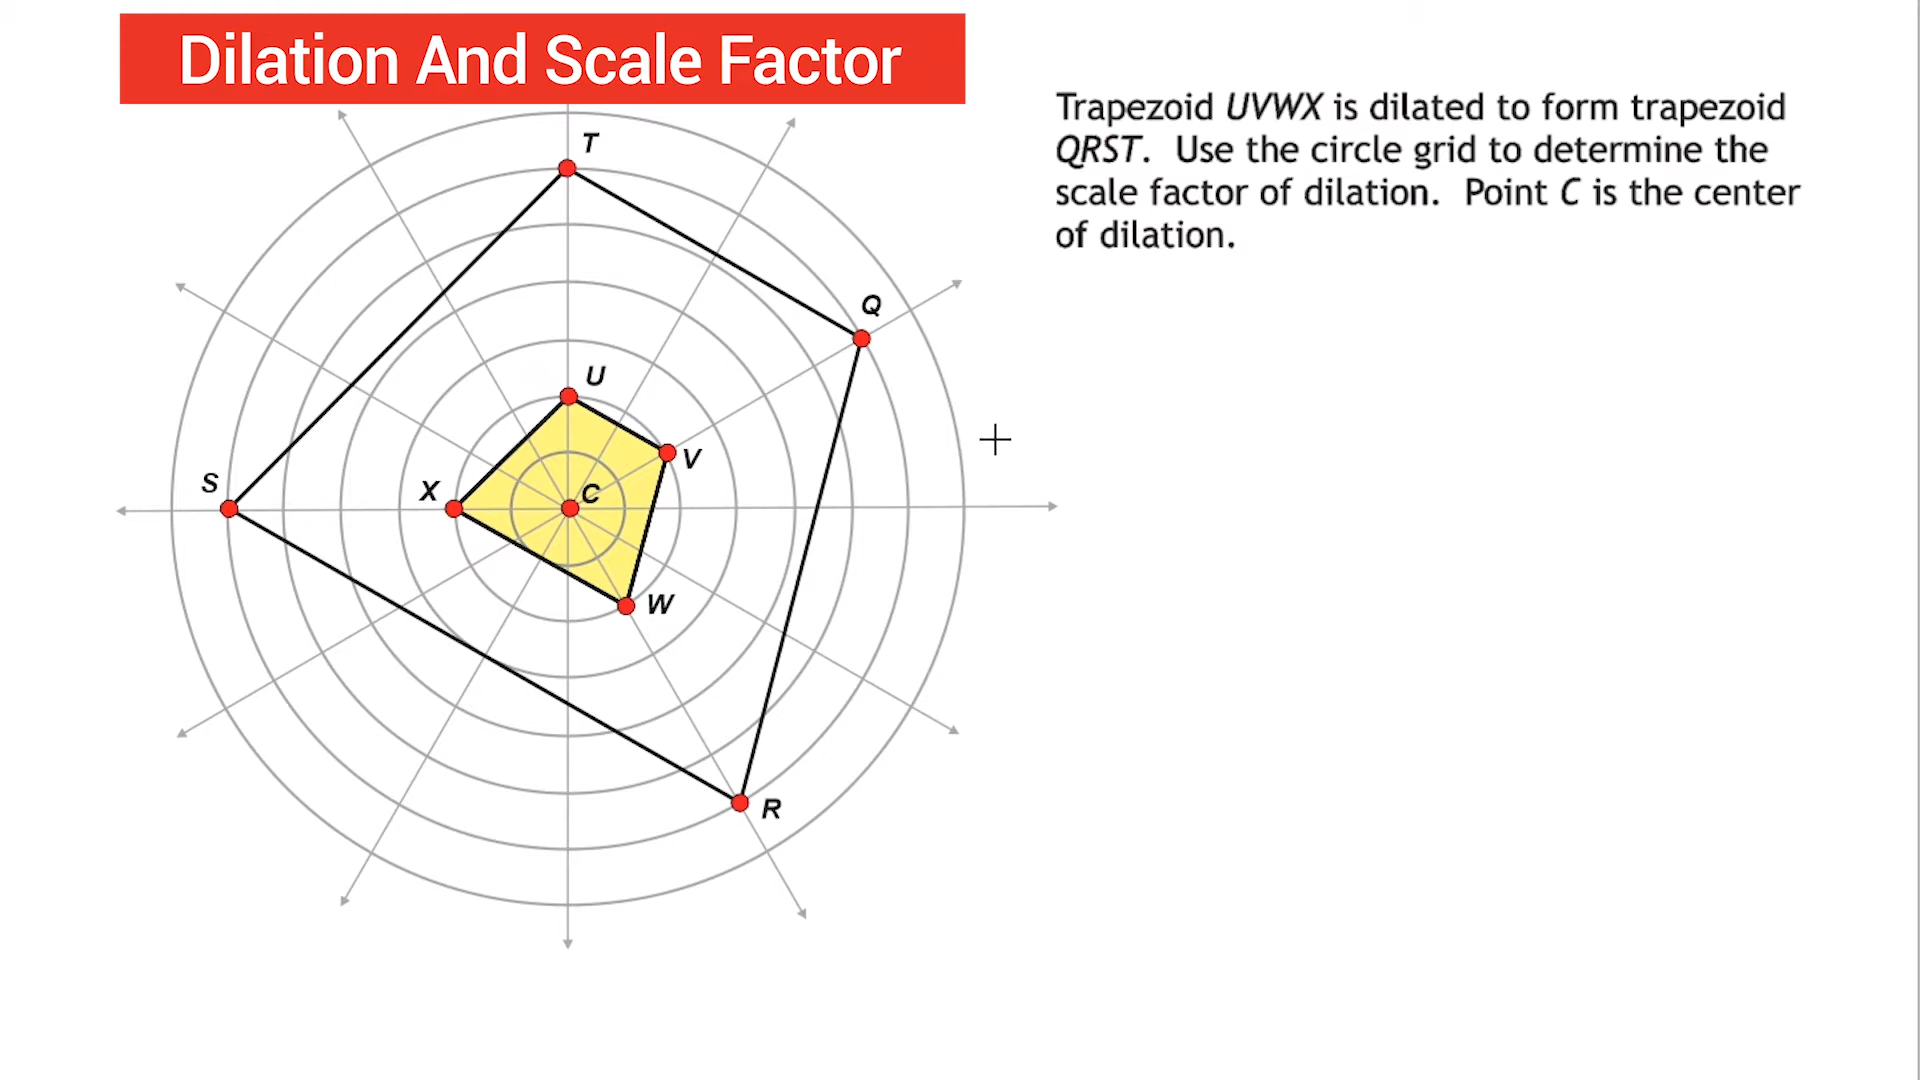 Dilation And Scale Factor
Trapezoid UVWX is dilated to form trapezoid
QRST. Use the circle grid to determine the
scale factor of dilation. Point C is the center
of dilation.
T
Q
U
V
S
X
C
W
R